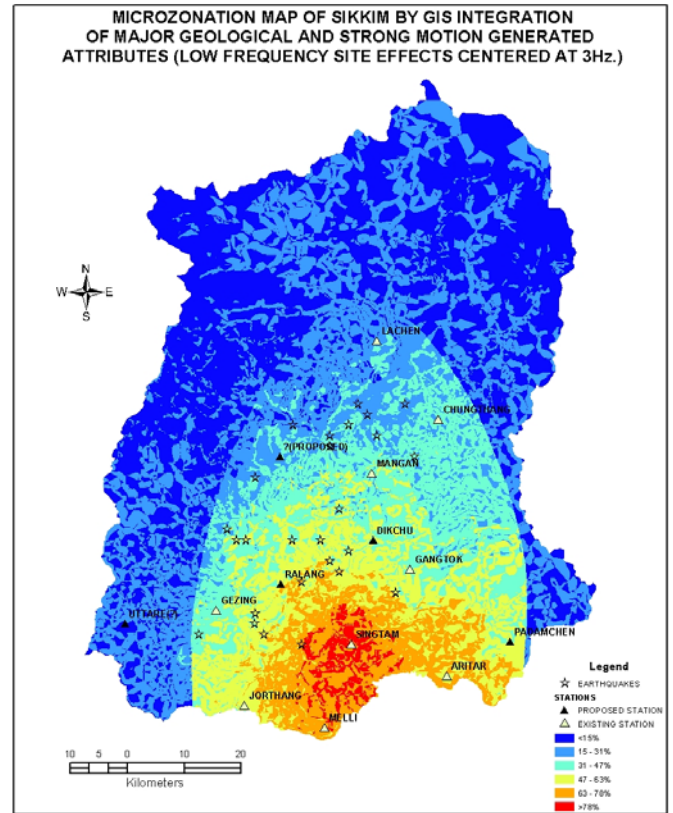 MICROZONATION MAP OF SIKKIM BY GIS INTEGRATION
OF MAJOR GEOLOGICAL AND STRONG MOTION GENERATED
ATTRIBUTES (LOW FREQUENCY SITE EFFECTS CENTERED AT 3Hz.)
N
W E
S
LACHEN
CHUNGTHANG
?(PROPOSED)
MANGAN
DIKCHU
GANGTOK
RALANG
GEZING
SINGTAM
PADAMCHEN
ARITAR
JORTHANG
MELLI
Legend
EARTHQUAKES
STATIONS
PROPOSED STATION
EXISTING STATION
<15%
15 - 31%
31 - 47%
47 - 63%
63 - 78%
>78%
10 5 0 10 20
Kilometers